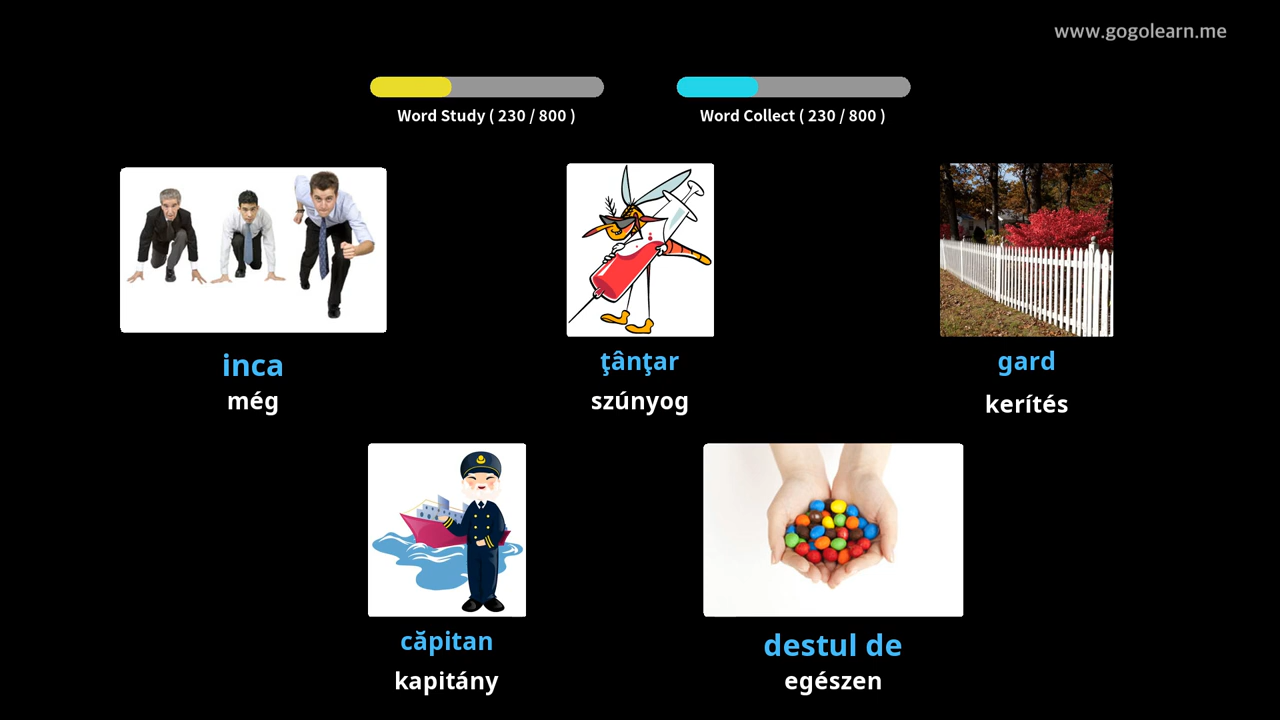 www.gogolearn.me
Word Study ( 230 / 800 )
Word Collect ( 230 / 800 )
inca
még
ţânţar
szúnyog
gard
kerítés
căpitan
kapitány
destul de
egészen